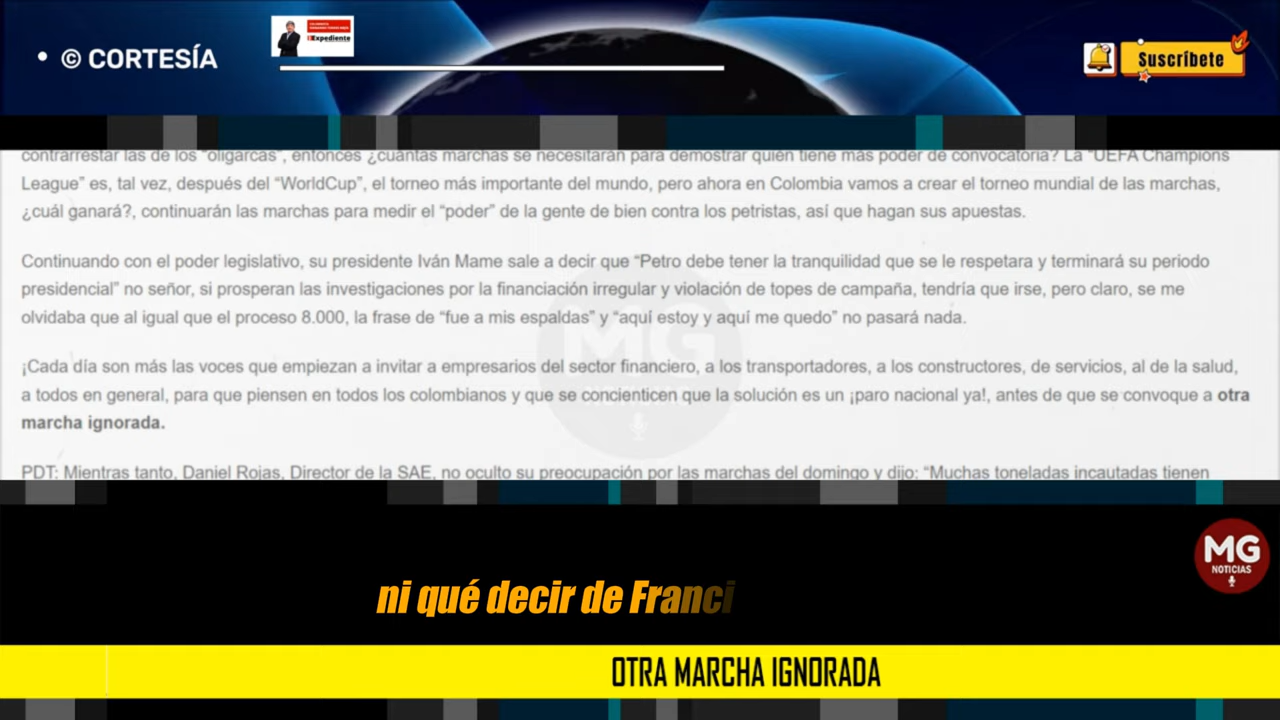 • © CORTESÍA
Expediente
Suscríbete
contrarrestar las de los "oligarcas", entonces ¿cuántas marchas se necesitarán para demostrar quien tiene más poder de convocatoria? La "UEFA Champions
League" es, tal vez, después del "WorldCup", el torneo más importante del mundo, pero ahora en Colombia vamos a crear el torneo mundial de las marchas,
¿cuál ganará?, continuarán las marchas para medir el "poder" de la gente de bien contra los petristas, así que hagan sus apuestas.
Continuando con el poder legislativo, su presidente Iván Mame sale a decir que "Petro debe tener la tranquilidad que se le respetara y terminará su periodo
presidencial" no señor, si prosperan las investigaciones por la financiación irregular y violación de topes de campaña, tendría que irse, pero claro, se me
olvidaba que al igual que el proceso 8.000, la frase de "fue a mis espaldas" y "aquí estoy y aquí me quedo" no pasará nada.
¡Cada día son más las voces que empiezan a invitar a empresarios del sector financiero, a los transportadores, a los constructores, de servicios, al de la salud,
a todos en general, para que piensen en todos los colombianos y que se concienticen que la solución es un ¡paro nacional ya!, antes de que se convoque a otra
marcha ignorada.
PDT: Mientras tanto, Daniel Rojas, Director de la SAE, no oculto su preocupación por las marchas del domingo y dijo: "Muchas toneladas incautadas tienen
MG
NOTICIAS
ni qué decir de Franci
OTRA MARCHA IGNORADA